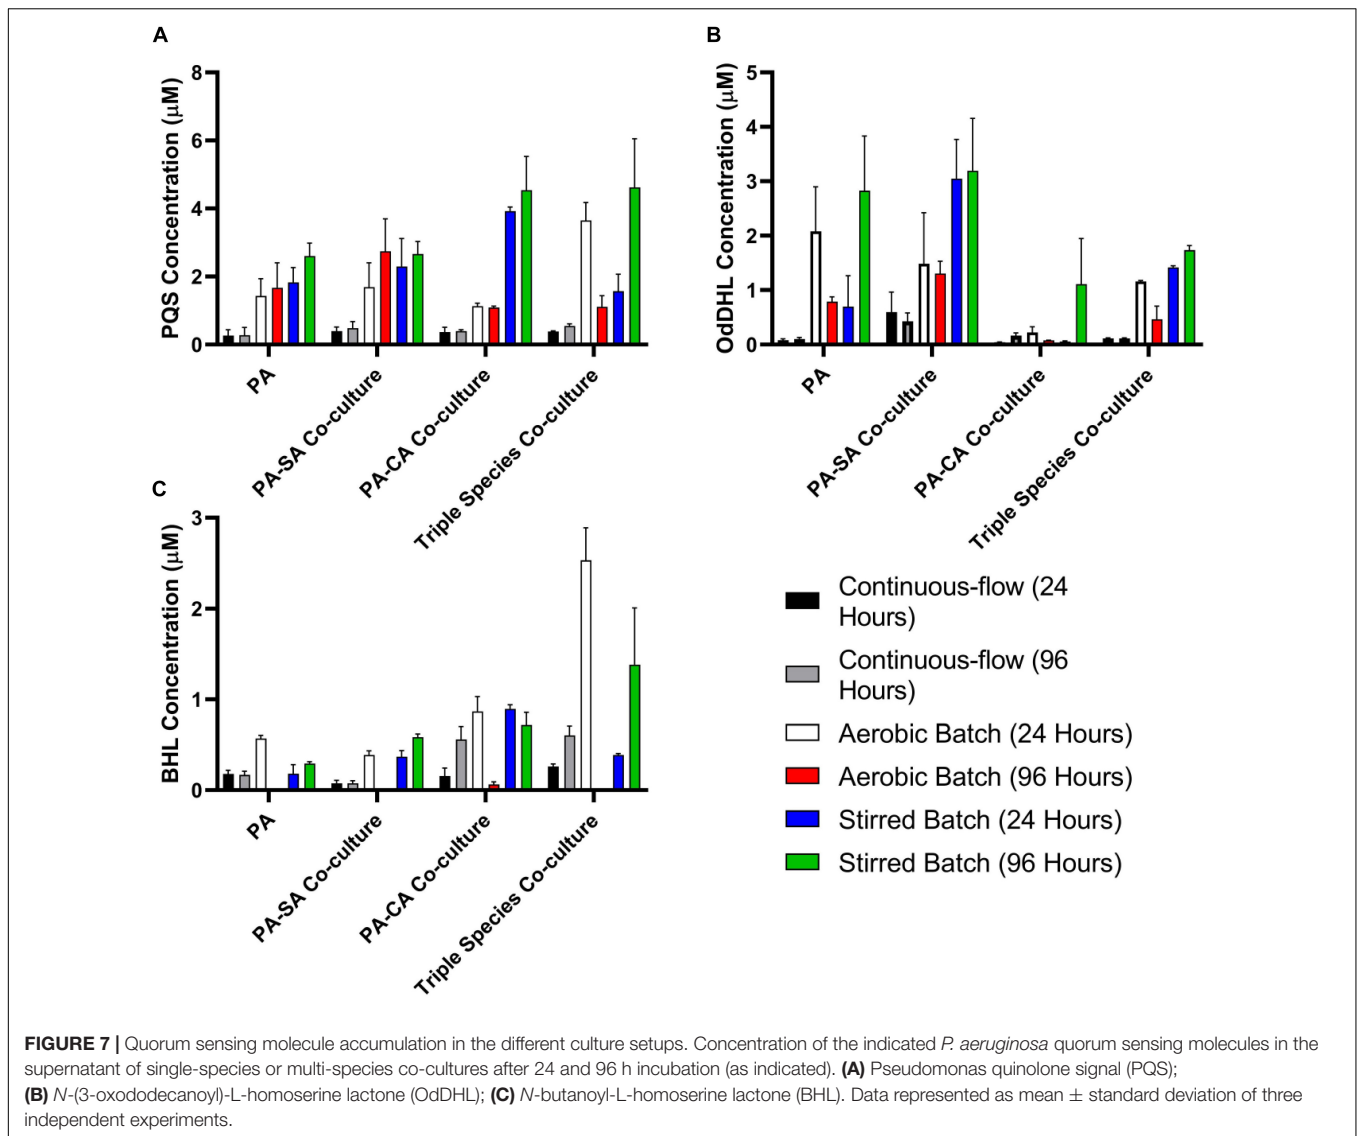 A
PQS Concentration (μM)
8
6
4
2
0
PA
PA-SA Co-culture
PA-CA Co-culture
Triple Species Co-culture
B
OdDHL Concentration (μM)
5
4
3
2
1
0
PA
PA-SA Co-culture
PA-CA Co-culture
Triple Species Co-culture
C
BHL Concentration (μM)
3
2
1
0
PA
PA-SA Co-culture
PA-CA Co-culture
Triple Species Co-culture
Continuous-flow (24
Hours)
Continuous-flow (96
Hours)
Aerobic Batch (24 Hours)
Aerobic Batch (96 Hours)
Stirred Batch (24 Hours)
Stirred Batch (96 Hours)
FIGURE 7 | Quorum sensing molecule accumulation in the different culture setups. Concentration of the indicated P. aeruginosa quorum sensing molecules in the
supernatant of single-species or multi-species co-cultures after 24 and 96 h incubation (as indicated). (A) Pseudomonas quinolone signal (PQS);
(B) N-(3-oxododecanoyl)-L-homoserine lactone (OdDHL); (C) N-butanoyl-L-homoserine lactone (BHL). Data represented as mean ± standard deviation of three
independent experiments.